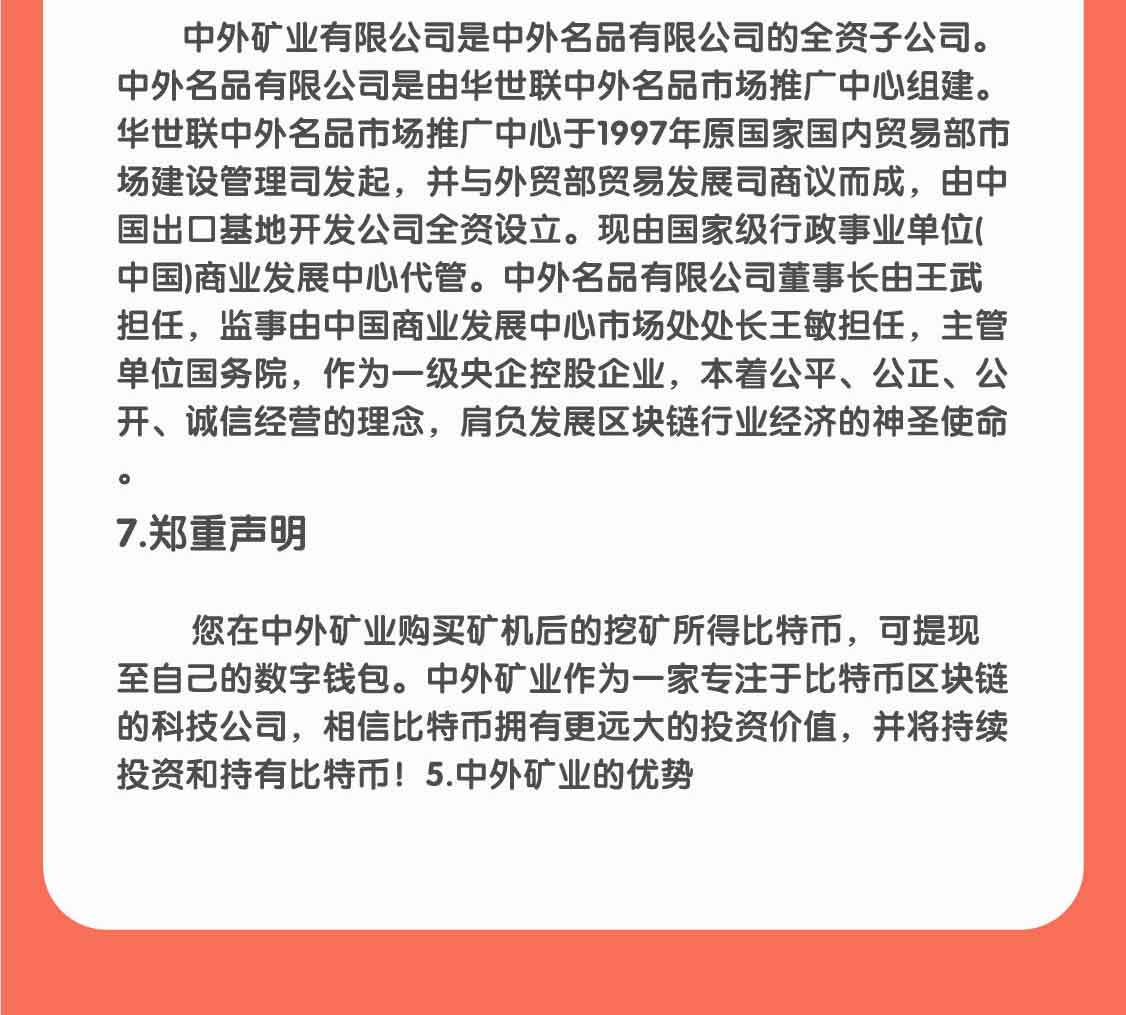 中外矿业有限公司是中外名品有限公司的全资子公司。
中外名品有限公司是由华世联中外名品市场推广中心组建。
华世联中外名品市场推广中心于1997年原国家国内贸易部市
场建设管理司发起，并与外贸部贸易发展司商议而成，由中
国出口基地开发公司全资设立。现由国家级行政事业单位(
中国)商业发展中心代管。中外名品有限公司董事长由王武
担任，监事由中国商业发展中心市场处处长王敏担任，主管
单位国务院，作为一级央企控股企业，本着公平、公正、公
开、诚信经营的理念，肩负发展区块链行业经济的神圣使命
。
7.郑重声明
您在中外矿业购买矿机后的挖矿所得比特币，可提现
至自己的数字钱包。中外矿业作为一家专注于比特币区块链
的科技公司，相信比特币拥有更远大的投资价值，并将持续
投资和持有比特币！5.中外矿业的优势